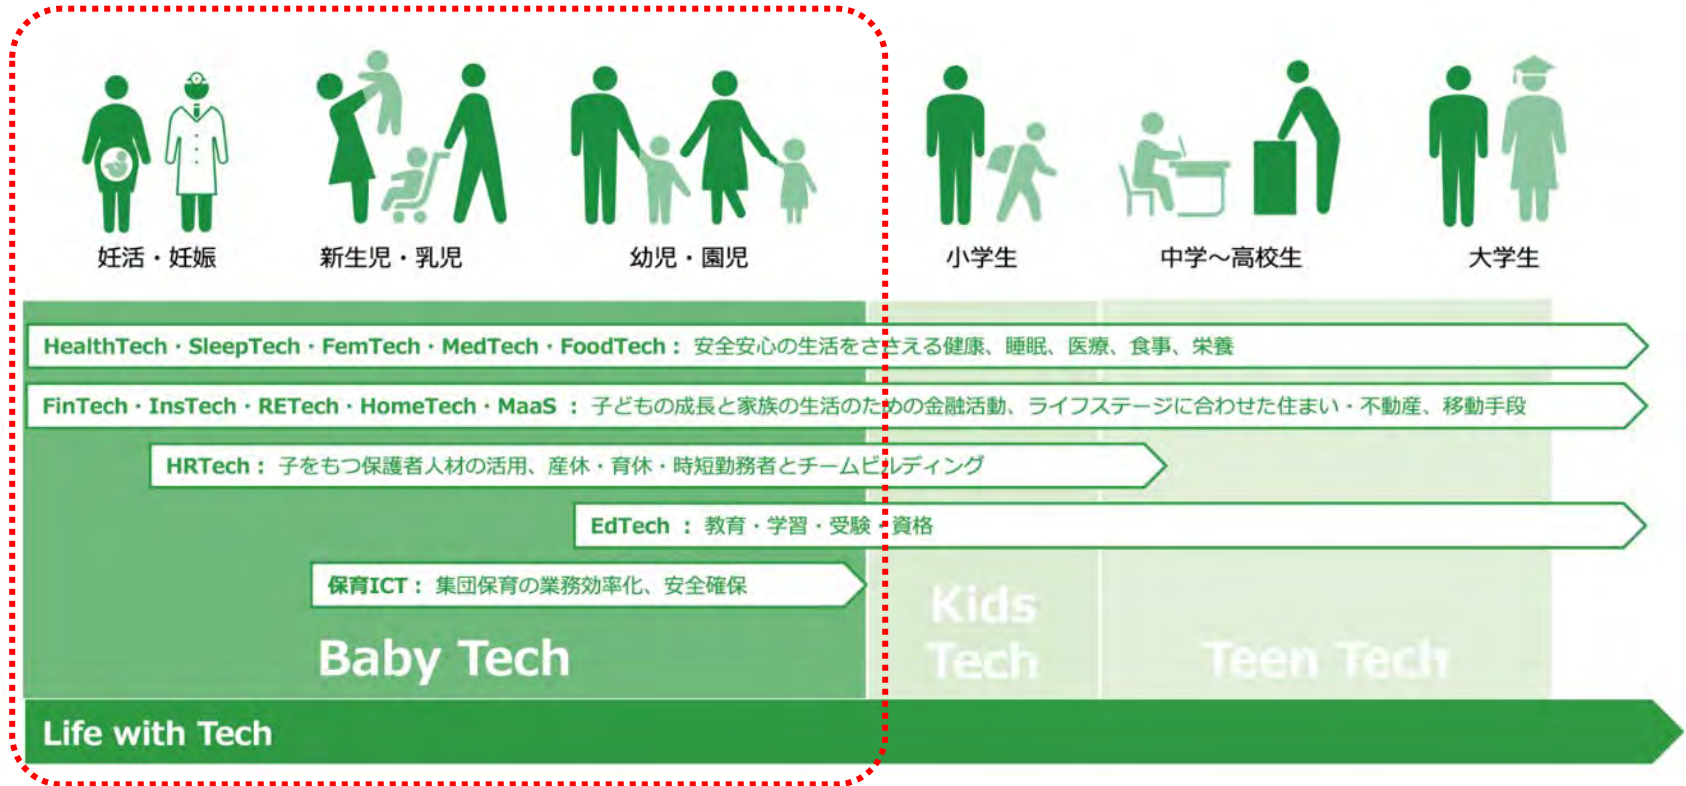 妊活・妊娠
新生児・乳児
幼児・園児
小学生
中学～高校生
大学生
HealthTech・SleepTech・FemTech・MedTech・FoodTech： 安全安心の生活をささえる健康、睡眠、医療、食事、栄養
FinTech・InsTech・RETech・HomeTech・MaaS ： 子どもの成長と家族の生活のための金融活動、ライフステージに合わせた住まい・不動産、移動手段
HRTech： 子をもつ保護者人材の活用、産休・育休・時短勤務者とチームビルディング
EdTech ： 教育・学習・受験・資格
保育ICT： 集団保育の業務効率化、安全確保
Baby Tech
Kids
Tech
Teen Tech
Life with Tech